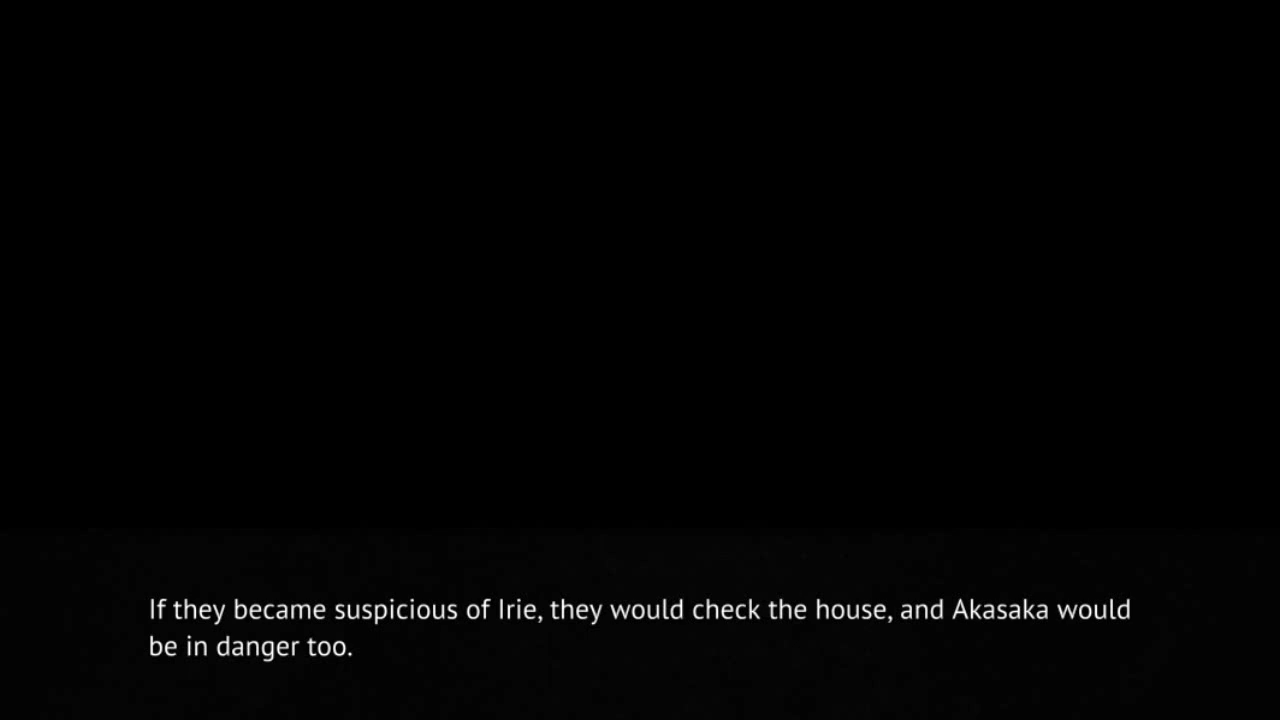 If they became suspicious of Irie, they would check the house, and Akasaka would
be in danger too.